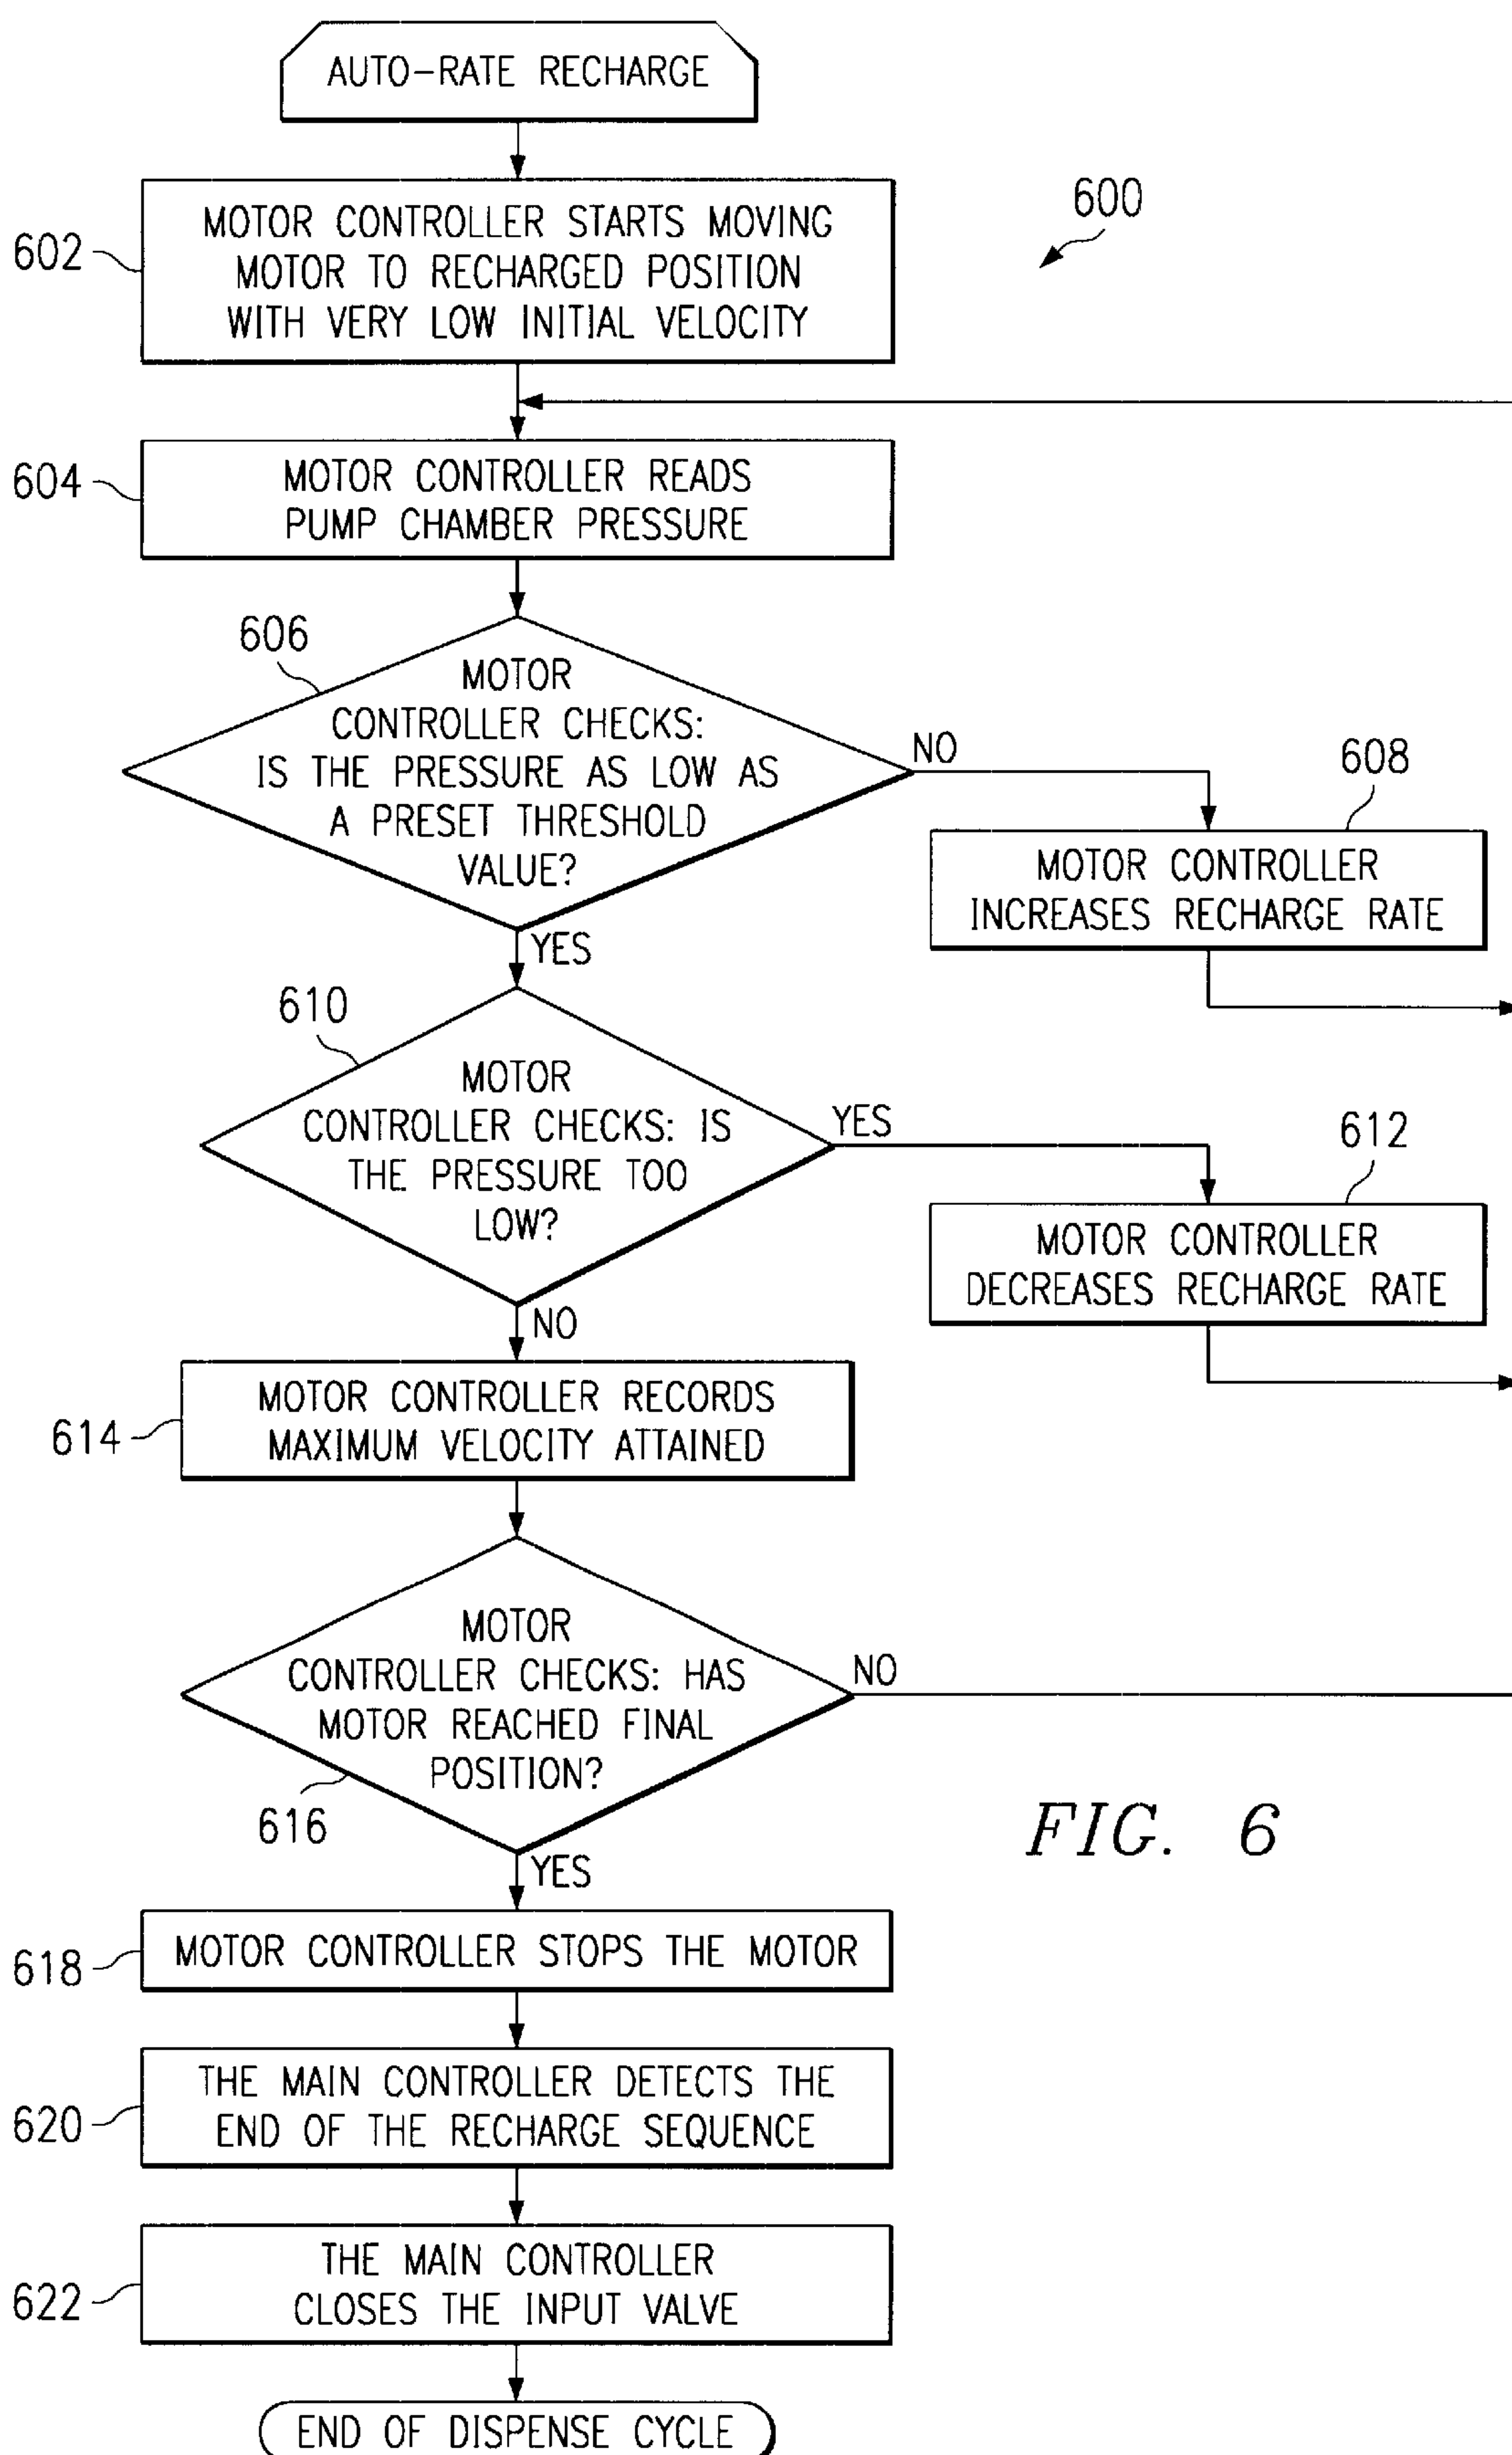 AUTO-RATE RECHARGE
600
602
MOTOR CONTROLLER STARTS MOVING
MOTOR TO RECHARGED POSITION
WITH VERY LOW INITIAL VELOCITY
604
MOTOR CONTROLLER READS
PUMP CHAMBER PRESSURE
606
MOTOR
CONTROLLER CHECKS:
IS THE PRESSURE AS LOW AS
A PRESET THRESHOLD
VALUE?
NO
608
MOTOR CONTROLLER
INCREASES RECHARGE RATE
YES
610
MOTOR
CONTROLLER CHECKS: IS
THE PRESSURE TOO
LOW?
YES
612
MOTOR CONTROLLER
DECREASES RECHARGE RATE
NO
614
MOTOR CONTROLLER RECORDS
MAXIMUM VELOCITY ATTAINED
MOTOR
CONTROLLER CHECKS: HAS
MOTOR REACHED FINAL
POSITION?
NO
616
FIG. 6
YES
618
MOTOR CONTROLLER STOPS THE MOTOR
620
THE MAIN CONTROLLER DETECTS THE
END OF THE RECHARGE SEQUENCE
622
THE MAIN CONTROLLER
CLOSES THE INPUT VALVE
END OF DISPENSE CYCLE